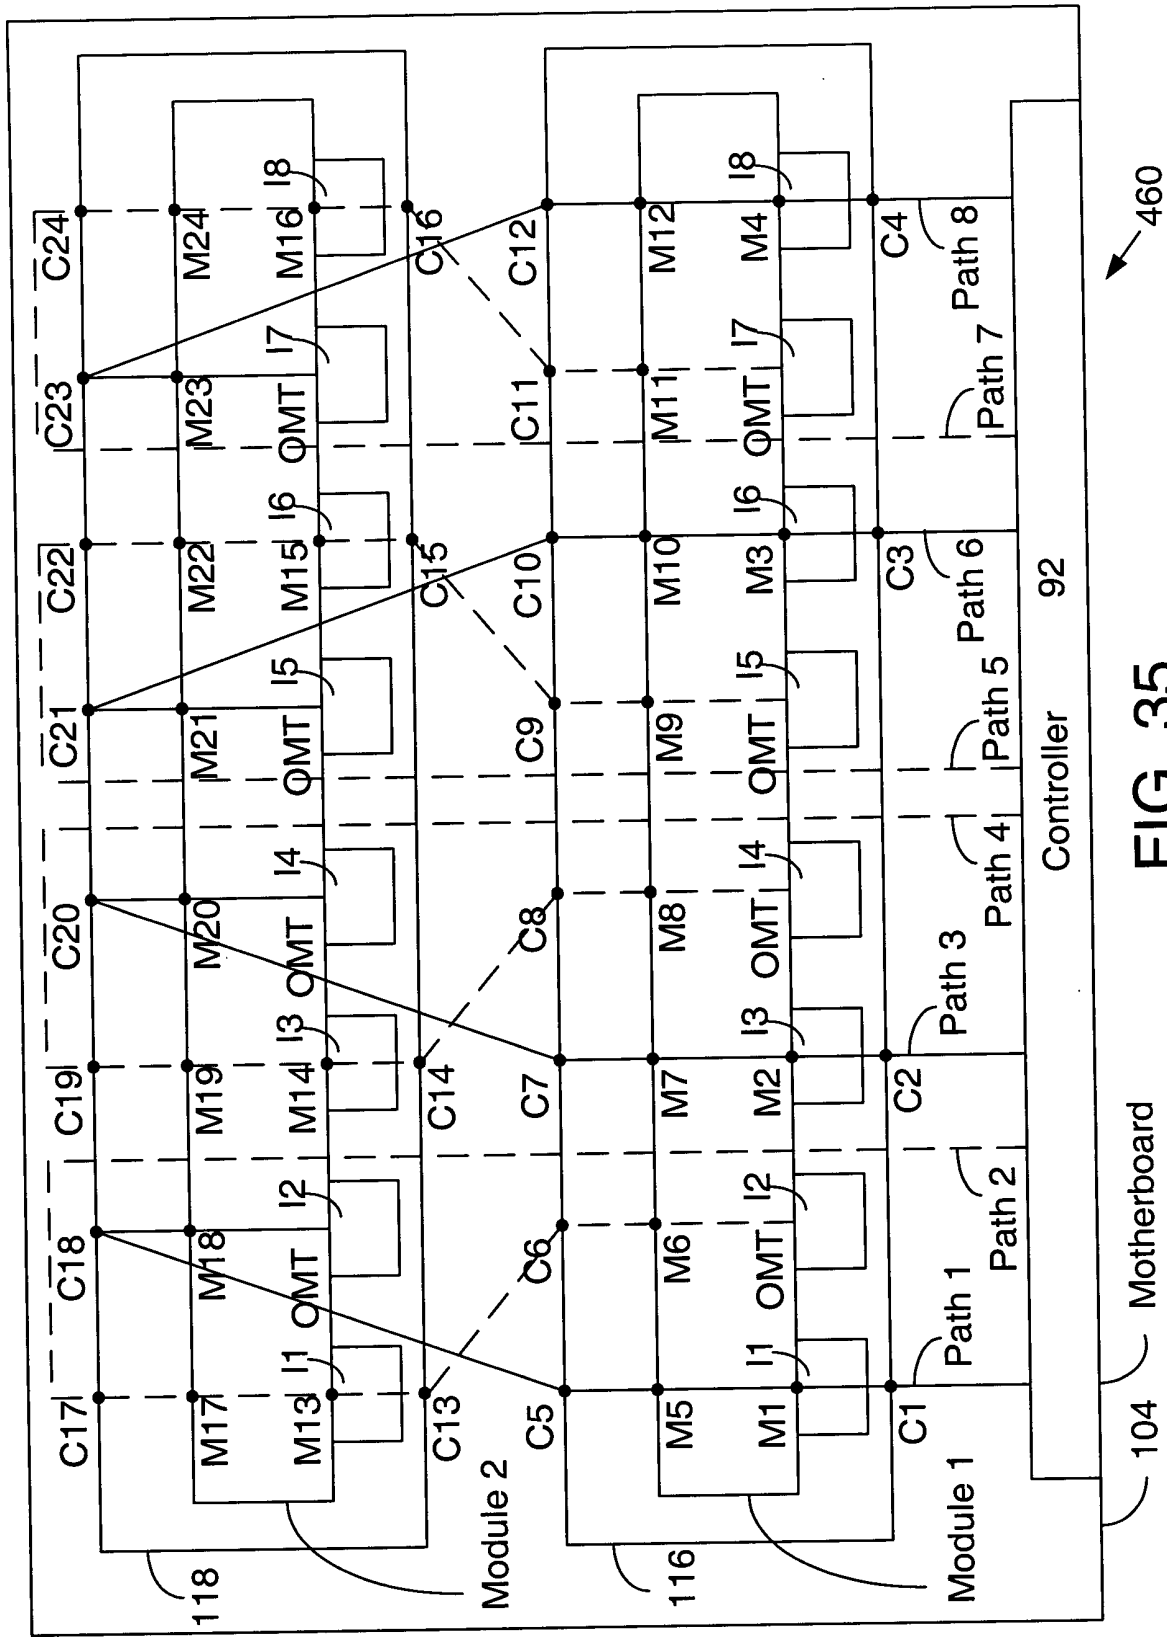 C17
C18
C19
C20
C21
C22
C23
C24
M17
M18
M19
M20
M21
M22
M23
M24
M13
OMT
M14
OMT
OMT
M15
OMT
M16
I1
I2
I3
I4
I5
I6
I7
I8
C13
C14
C15
C16
118
Module 2
C5
C6
C7
C8
C9
C10
C11
C12
M5
M6
M7
M8
M9
M10
M11
M12
M1
OMT
M2
OMT
OMT
M3
OMT
M4
I1
I2
I3
I4
I5
I6
I7
I8
C1
C2
C3
C4
116
Module 1
Path 1
Path 2
Path 3
Path 4
Path 5
Path 6
Path 7
Path 8
Controller 92
104
Motherboard
460
FIG. 35